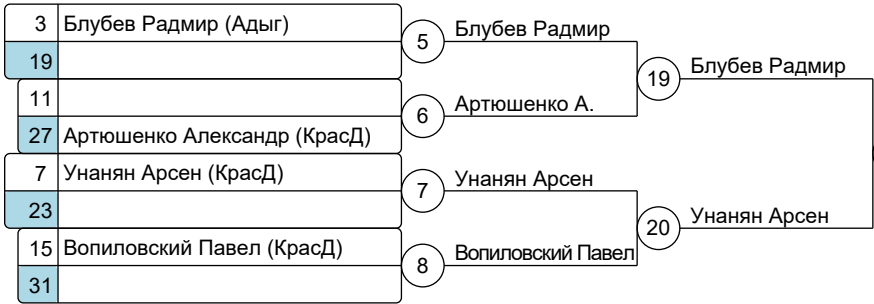 3 Блубев Радмир (Адыг)
19
11
27 Артюшенко Александр (КрасД)
7 Унанян Арсен (КрасД)
23
15 Вопиловский Павел (КрасД)
31
5 Блубев Радмир
6 Артюшенко А.
7 Унанян Арсен
8 Вопиловский Павел
19 Блубев Радмир
20 Унанян Арсен